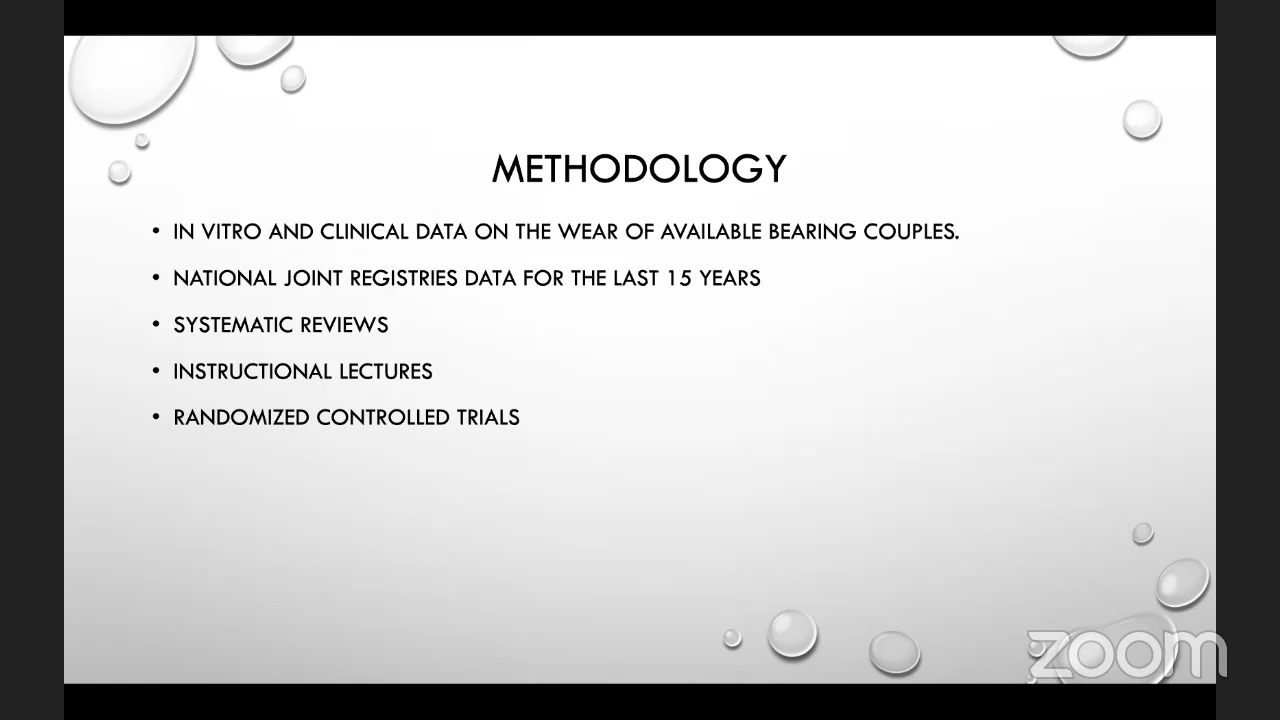 METHODOLOGY
• IN VITRO AND CLINICAL DATA ON THE WEAR OF AVAILABLE BEARING COUPLES.
• NATIONAL JOINT REGISTRIES DATA FOR THE LAST 15 YEARS
• SYSTEMATIC REVIEWS
• INSTRUCTIONAL LECTURES
• RANDOMIZED CONTROLLED TRIALS
zoom